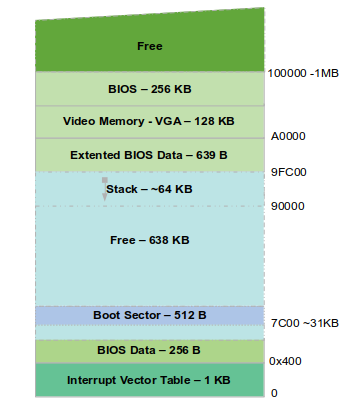 Free
100000 -1MB
BIOS – 256 KB
Video Memory - VGA – 128 KB
A0000
Extented BIOS Data – 639 B
9FC00
Stack – ~64 KB
90000
Free – 638 KB
Boot Sector – 512 B
7C00 ~31KB
BIOS Data – 256 B
0x400
Interrupt Vector Table – 1 KB
0